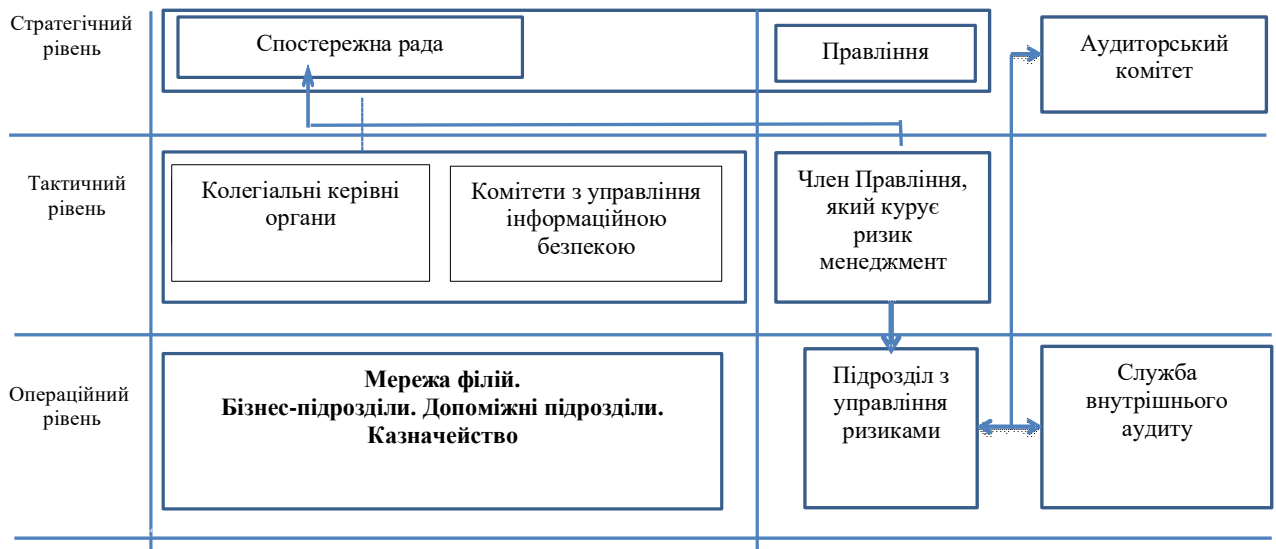 Стратегічний
рівень
Спостережна рада
Правління
Аудиторський
комітет
Тактичний
рівень
Колегіальні керівні
органи
Комітети з управління
інформаційною
безпекою
Член Правління,
який курує
ризик
менеджмент
Операційний
рівень
Мережа філій.
Бізнес-підрозділи. Допоміжні підрозділи.
Казначейство
Підрозділ з
управління
ризиками
Служба
внутрішнього
аудиту